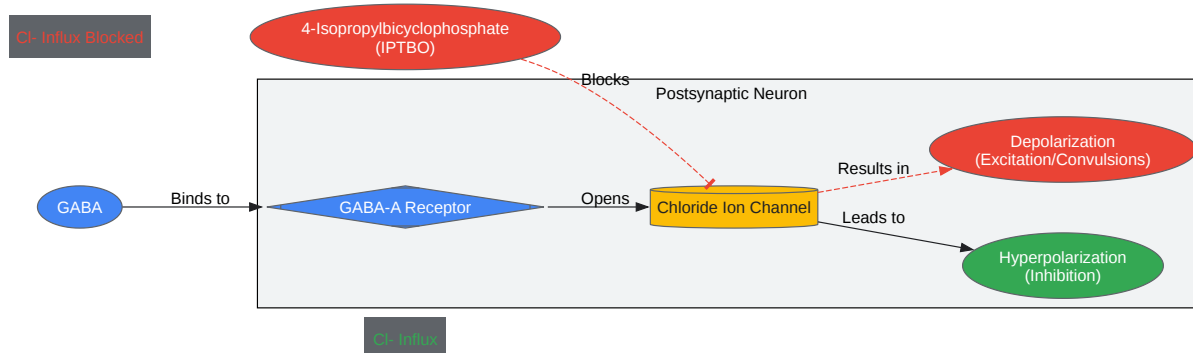 Cl- Influx Blocked
4-Isopropylbicyclophosphate
(IPTBO)
Blocks
Postsynaptic Neuron
Depolarization
(Excitation/Convulsions)
Results in
GABA
Binds to
GABA-A Receptor
Opens
Chloride Ion Channel
Leads to
Hyperpolarization
(Inhibition)
Cl- Influx